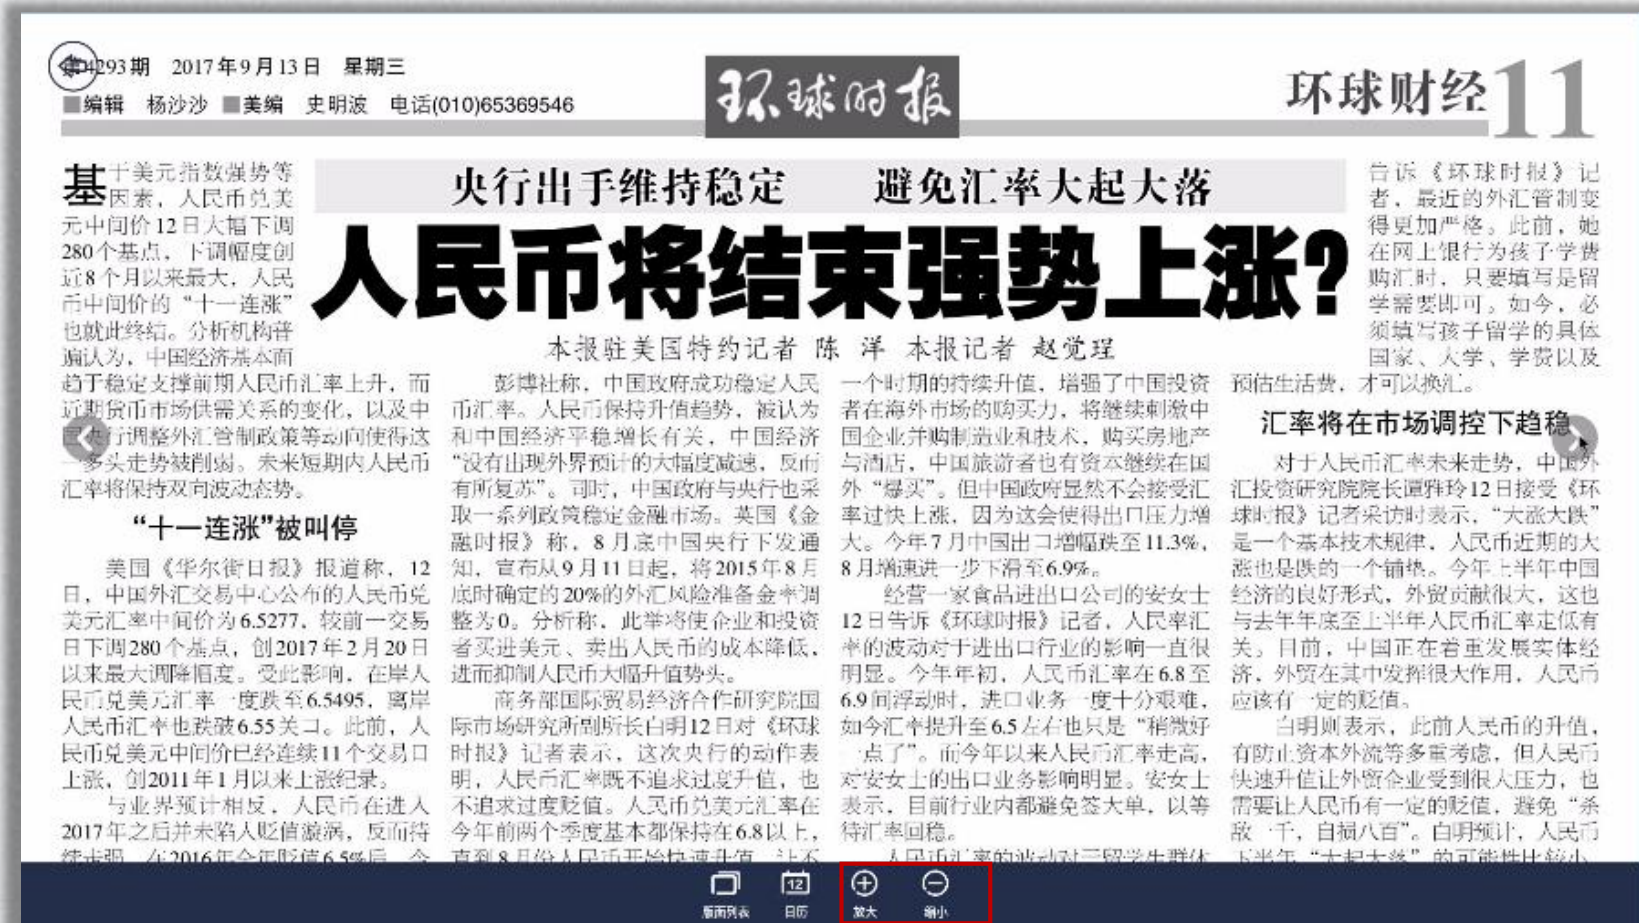 第4293期 2017年9月13日 星期三
■编辑 杨沙沙 ■美编 史明波 电话(010)65369546
环球时报
环球财经 11
央行出手维持稳定 避免汇率大起大落
人民币将结束强势上涨?
本报驻美国特约记者 陈 洋 本报记者 赵觉珵
基于美元指数强势等
因素，人民币兑美
元中间价12日大幅下调
280个基点，下调幅度创
近8个月以来最大，人民
币中间价的“十一连涨”
也就此终结。分析机构普
遍认为，中国经济基本面
趋于稳定支撑前期人民币汇率上升，而
近期货币市场供需关系的变化，以及中
国央行调整外汇管制政策等动向使得这
一多头走势被削弱。未来短期内人民币
汇率将保持双向波动态势。
“十一连涨”被叫停
美国《华尔街日报》报道称，12
日，中国外汇交易中心公布的人民币兑
美元汇率中间价为6.5277，较前一交易
日下调280个基点，创2017年2月20日
以来最大调降幅度。受此影响，在岸人
民币兑美元汇率一度跌至6.5495，离岸
人民币汇率也跌破6.55关口。此前，人
民币兑美元中间价已经连续11个交易日
上涨，创2011年1月以来上涨纪录。
与业界预计相反，人民币在进入
2017年之后并未陷入贬值漩涡，反而持
续走强。在2016年全年贬值6.5%后，今
彭博社称，中国政府成功稳定人民
币汇率。人民币保持升值趋势，被认为
和中国经济平稳增长有关，中国经济
“没有出现外界预计的大幅度减速，反而
有所复苏”。同时，中国政府与央行也采
取一系列政策稳定金融市场。英国《金
融时报》称，8月底中国央行下发通
知，宣布从9月11日起，将2015年8月
底时确定的20%的外汇风险准备金率调
整为0。分析称，此举将使企业和投资
者买进美元、卖出人民币的成本降低，
进而抑制人民币大幅升值势头。
商务部国际贸易经济合作研究院国
际市场研究所副所长白明12日对《环球
时报》记者表示，这次央行的动作表
明，人民币汇率既不追求过度升值，也
不追求过度贬值。人民币兑美元汇率在
今年前两个季度基本都保持在6.8以上，
直到8月份人民币开始快速升值，让不
一个时期的持续升值，增强了中国投资
者在海外市场的购买力，将继续刺激中
国企业并购制造业和技术，购买房地产
与酒店，中国旅游者也有资本继续在国
外“爆买”。但中国政府显然不会接受汇
率过快上涨，因为这会使得出口压力增
大。今年7月中国出口增幅跌至11.3%，
8月增速进一步下滑至6.9%。
经营一家食品进出口公司的安女士
12日告诉《环球时报》记者，人民率汇
率的波动对于进出口行业的影响一直很
明显。今年年初，人民币汇率在6.8至
6.9间浮动时，进口业务一度十分艰难，
如今汇率提升至6.5左右也只是“稍微好
一点了”。而今年以来人民币汇率走高，
对安女士的出口业务影响明显。安女士
表示，目前行业内都避免签大单，以等
待汇率回稳。
人民币汇率的波动对于留学生群体
告诉《环球时报》记
者，最近的外汇管制变
得更加严格。此前，她
在网上银行为孩子学费
购汇时，只要填写是留
学需要即可。如今，必
须填写孩子留学的具体
国家、大学、学费以及
预估生活费，才可以换汇。
汇率将在市场调控下趋稳
对于人民币汇率未来走势，中国外
汇投资研究院院长谭雅玲12日接受《环
球时报》记者采访时表示，“大涨大跌”
是一个基本技术规律，人民币近期的大
涨也是跌的一个铺垫。今年上半年中国
经济的良好形式，外贸贡献很大，这也
与去年年底至上半年人民币汇率走低有
关。目前，中国正在着重发展实体经
济，外贸在其中发挥很大作用，人民币
应该有一定的贬值。
白明则表示，此前人民币的升值，
有防止资本外流等多重考虑，但人民币
快速升值让外贸企业受到很大压力，也
需要让人民币有一定的贬值，避免“杀
敌一千，自损八百”。白明预计，人民币
下半年“大起大落”的可能性比较小，
版面列表 日历 放大 缩小
12